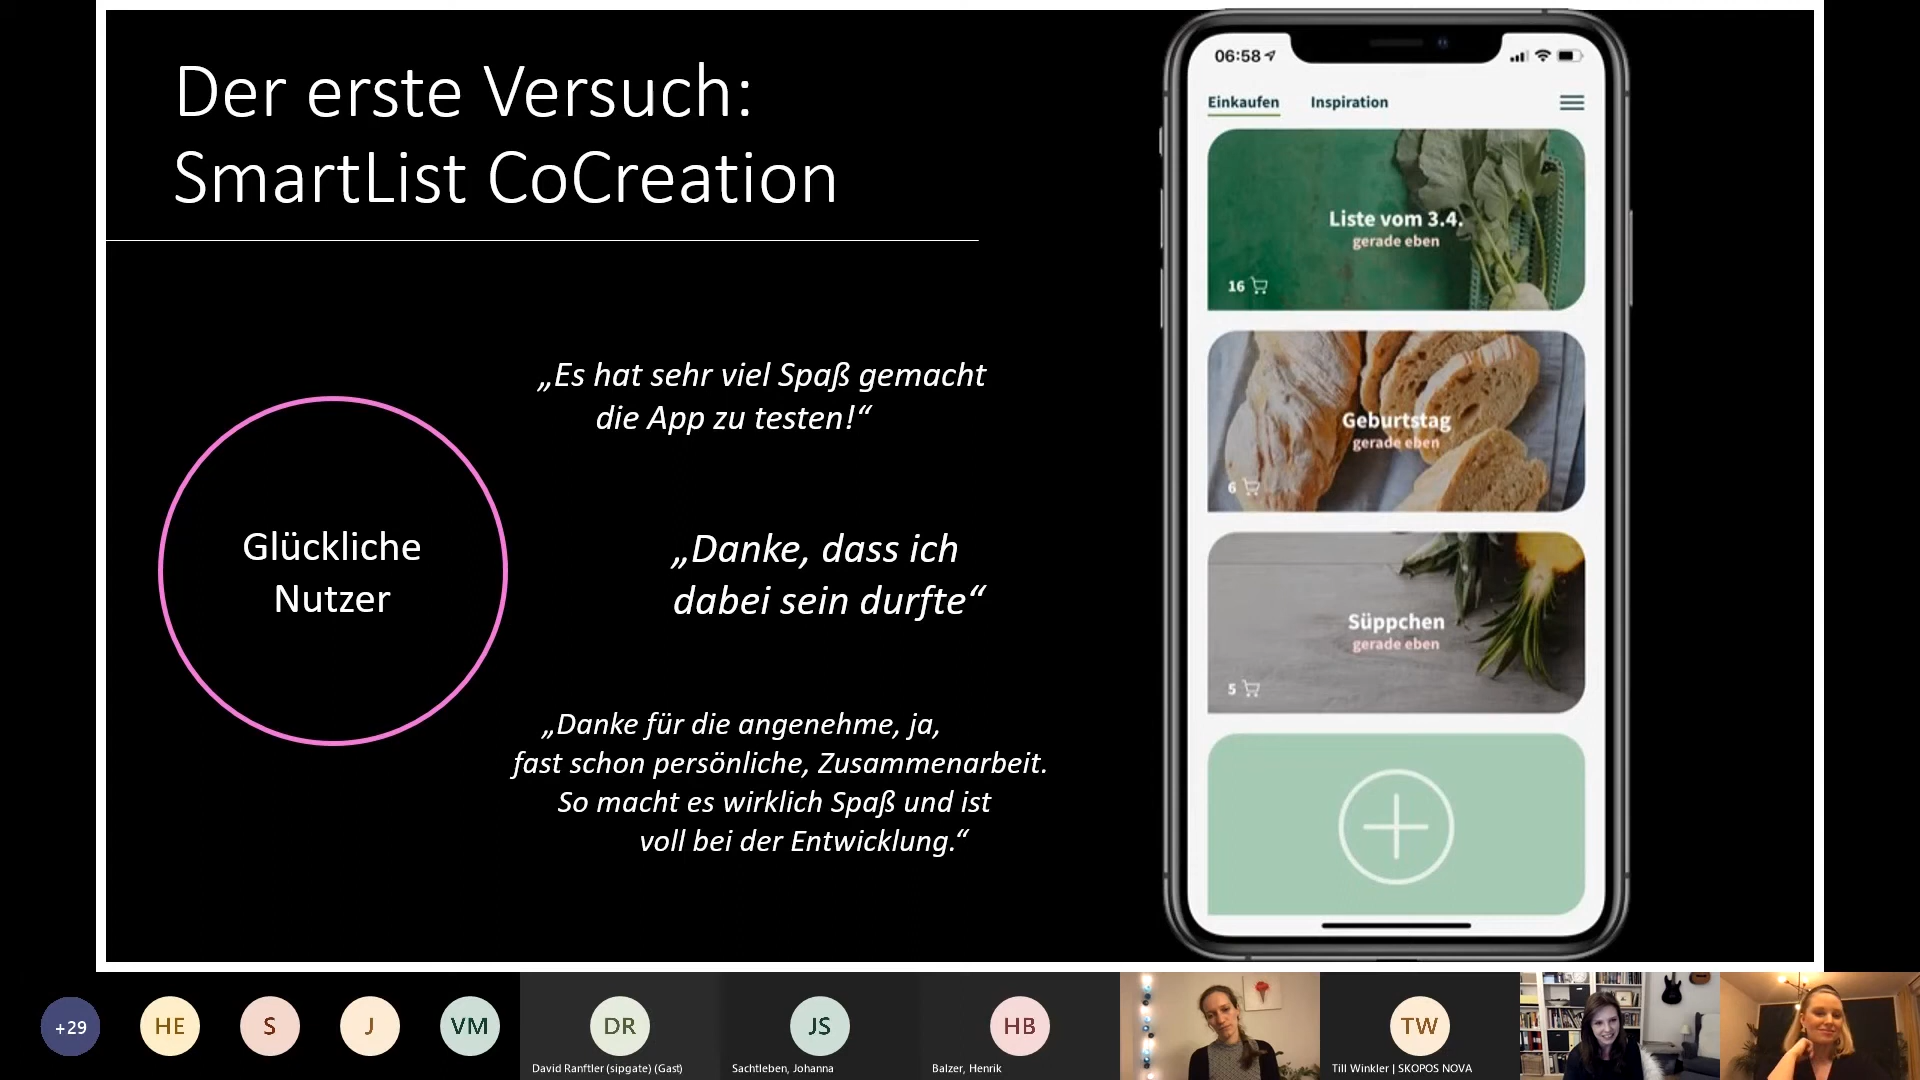 Der erste Versuch:
SmartList CoCreation
„Es hat sehr viel Spaß gemacht
die App zu testen!“
Glückliche
Nutzer
„Danke, dass ich
dabei sein durfte“
„Danke für die angenehme, ja,
fast schon persönliche, Zusammenarbeit.
So macht es wirklich Spaß und ist
voll bei der Entwicklung.“
06:58
Einkaufen Inspiration
Liste vom 3.4.
gerade eben
16
Geburtstag
gerade eben
6
Süppchen
gerade eben
5
+29 HE S J VM DR JS HB TW
David Ranftler (sipgate) (Gast) Sachtleben, Johanna Balzer, Henrik Till Winkler | SKOPOS NOVA